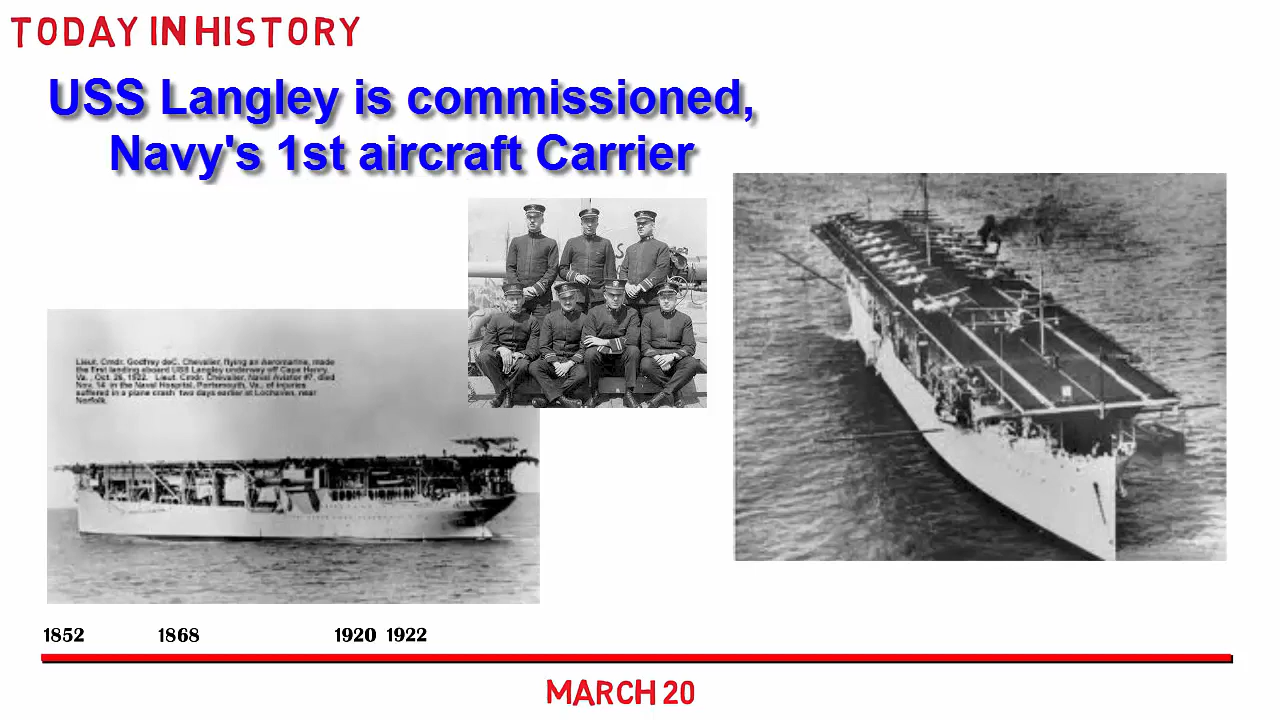 TODAY IN HISTORY
USS Langley is commissioned,
Navy's 1st aircraft Carrier
Lieut. Cmdr. Godfrey deC. Chevalier, flying an Aeromarine, made
the first landing aboard USS Langley underway off Cape Henry,
Va., Oct. 26, 1922. Lieut. Cmdr. Chevalier, Naval Aviator #7, died
Nov. 14 in the Naval Hospital, Portsmouth, Va., of injuries
suffered in a plane crash two days earlier at Lochaven, near
Norfolk.
1852 1868 1920 1922
MARCH 20